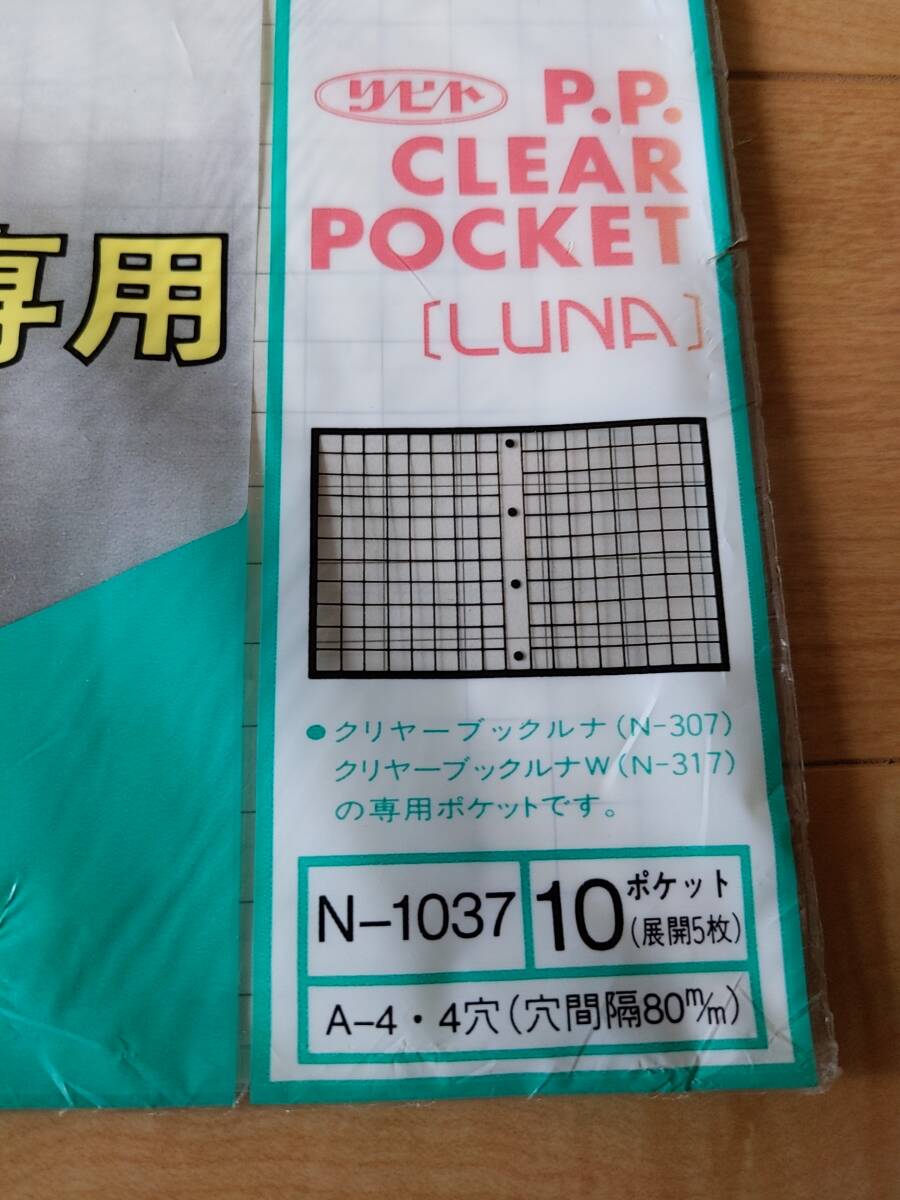 専用
リヒト P.P.
CLEAR
POCKET
[LUNA]
●クリヤーブックルナ(N-307)
クリヤーブックルナW(N-317)
の専用ポケットです。
N-1037
10ポケット
(展開5枚)
A-4・4穴(穴間隔80m/m)